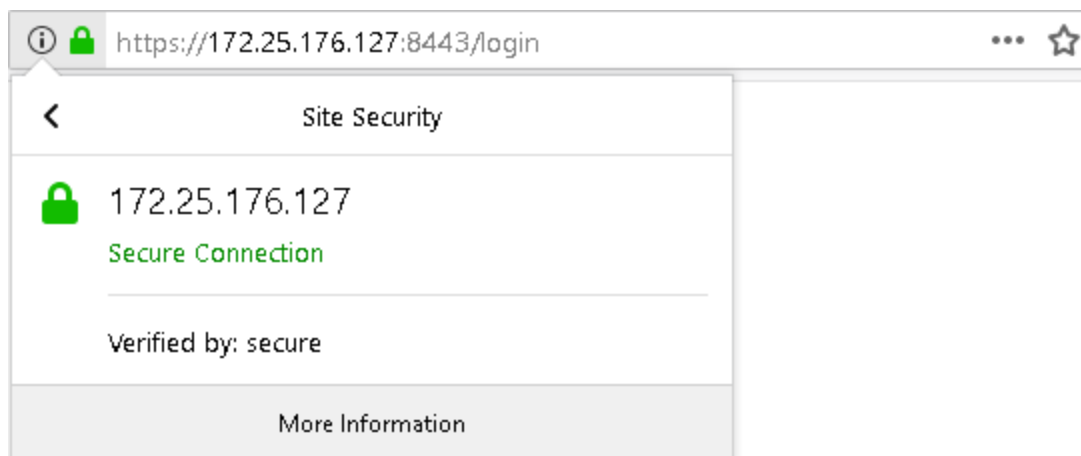 https://172.25.176.127:8443/login
Site Security
172.25.176.127
Secure Connection
Verified by: secure
More Information